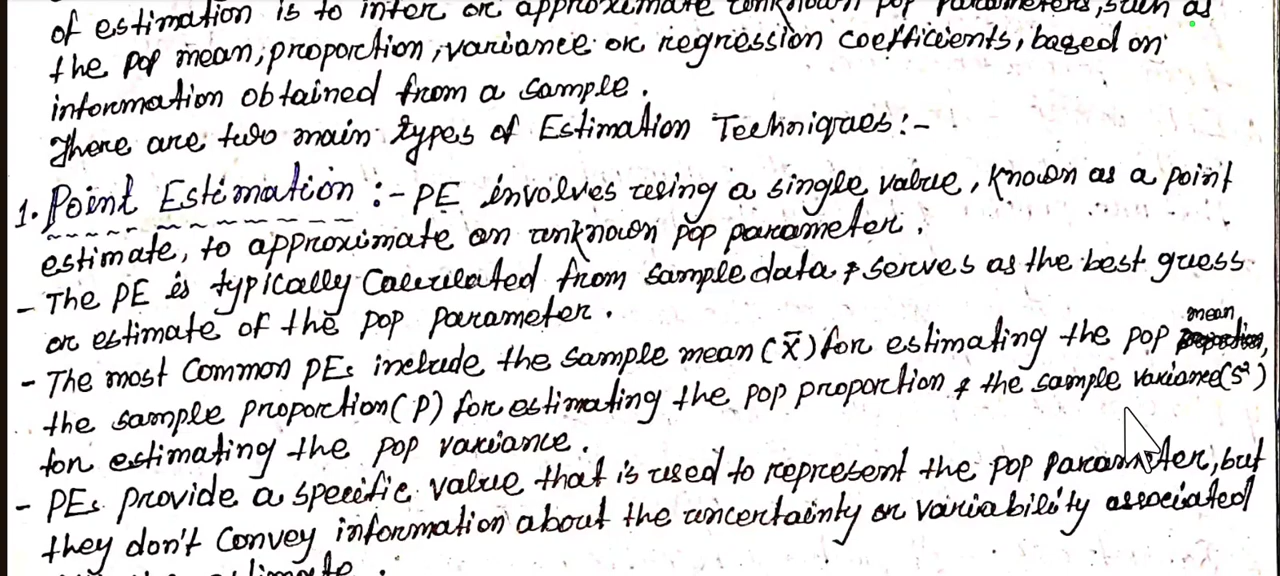 of estimation is to infer or approximate unknown pop parameters, such as
the pop mean, proportion, variance or regression coefficients, based on
information obtained from a sample.
There are two main types of Estimation Techniques:-
1. Point Estimation :- PE involves using a single value, known as a point
estimate, to approximate an unknown pop parameter.
- The PE is typically calculated from sample data & serves as the best guess
or estimate of the pop parameter.
- The most common PEs include the sample mean (x̄) for estimating the pop mean,
the sample proportion (p) for estimating the pop proportion & the sample variance (s²)
for estimating the pop variance.
- PEs provide a specific value that is used to represent the pop parameter, but
they don't convey information about the uncertainty or variability associated
estimate.